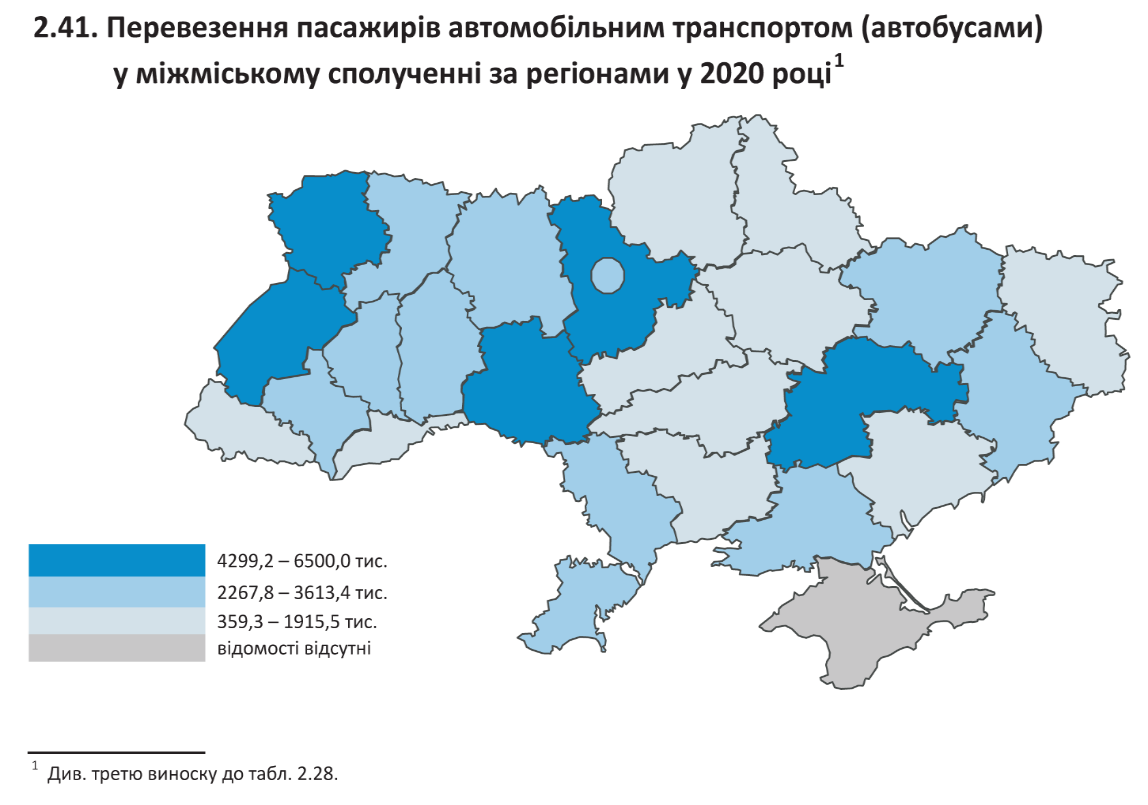 2.41. Перевезення пасажирів автомобільним транспортом (автобусами)
у міжміському сполученні за регіонами у 2020 році¹
4299,2 – 6500,0 тис.
2267,8 – 3613,4 тис.
359,3 – 1915,5 тис.
відомості відсутні
¹ Див. третю виноску до табл. 2.28.